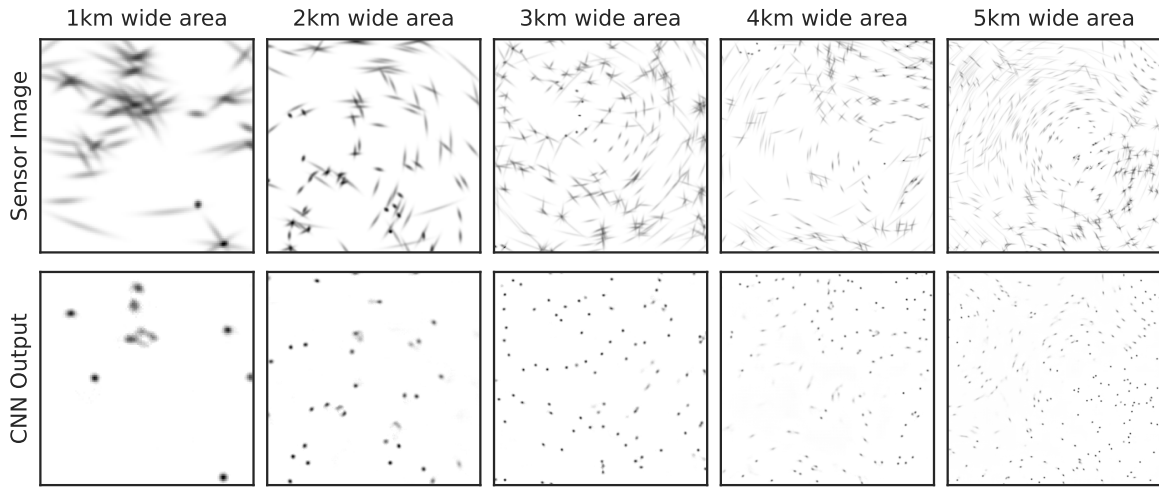 1km wide area
2km wide area
3km wide area
4km wide area
5km wide area
Sensor Image
CNN Output